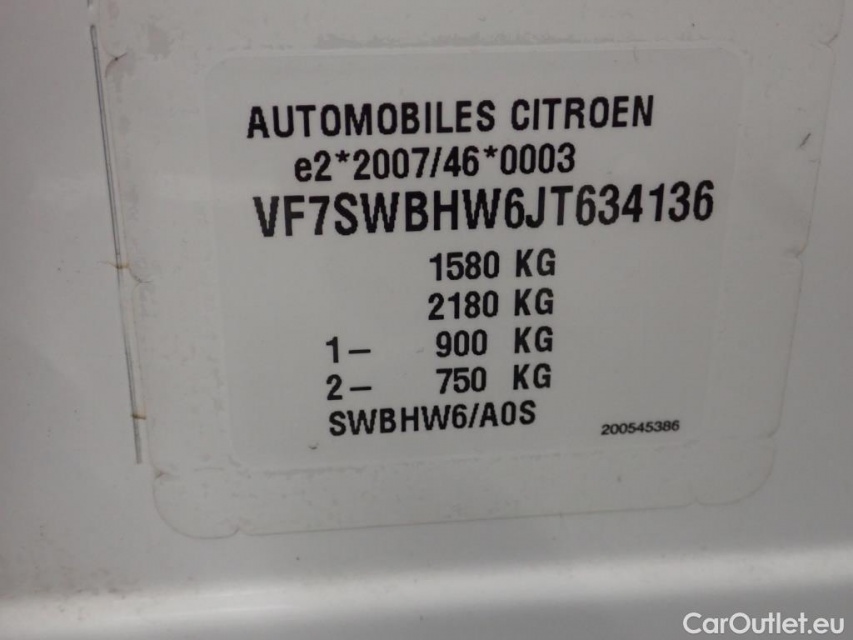 AUTOMOBILES CITROEN
e2*2007/46*0003
VF7SWBHW6JT634136
1580 KG
2180 KG
1– 900 KG
2– 750 KG
SWBHW6/A0S
200545386
CarOutlet.eu